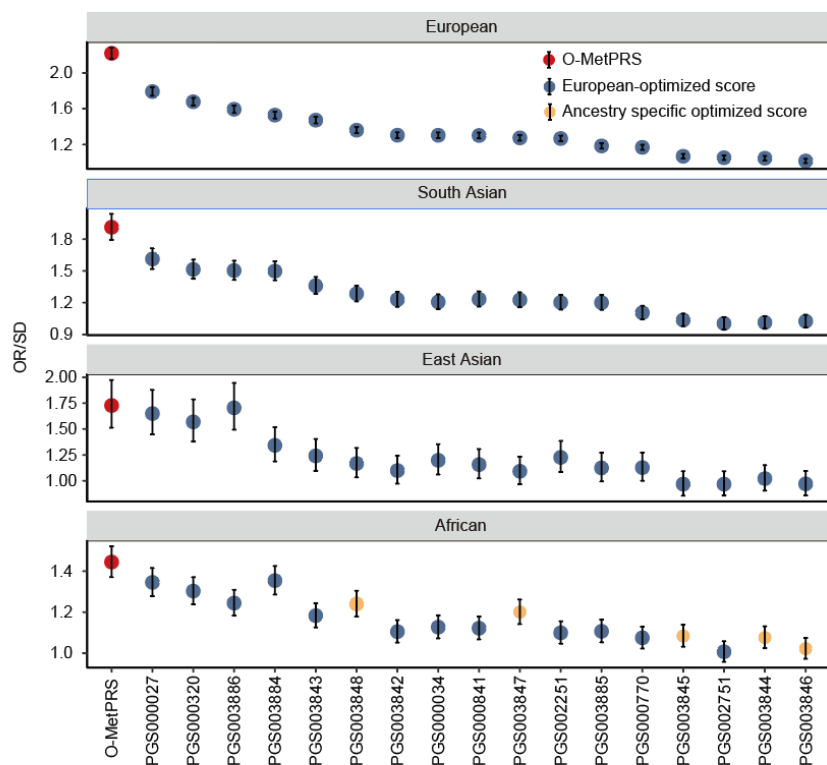 European
O-MetPRS
European-optimized score
Ancestry specific optimized score
2.0
1.6
1.2
South Asian
1.8
1.5
1.2
0.9
OR/SD
East Asian
2.00
1.75
1.50
1.25
1.00
African
1.4
1.2
1.0
O-MetPRS
PGS000027
PGS000320
PGS003886
PGS003884
PGS003843
PGS003848
PGS003842
PGS000034
PGS000841
PGS003847
PGS002251
PGS003885
PGS000770
PGS003845
PGS002751
PGS003844
PGS003846